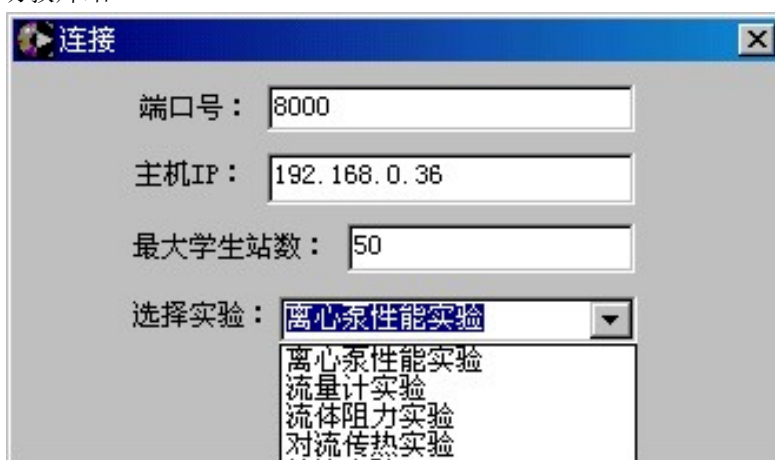 连接
端口号： 8000
主机IP： 192.168.0.36
最大学生站数： 50
选择实验： 离心泵性能实验
离心泵性能实验
流量计实验
流体阻力实验
对流传热实验